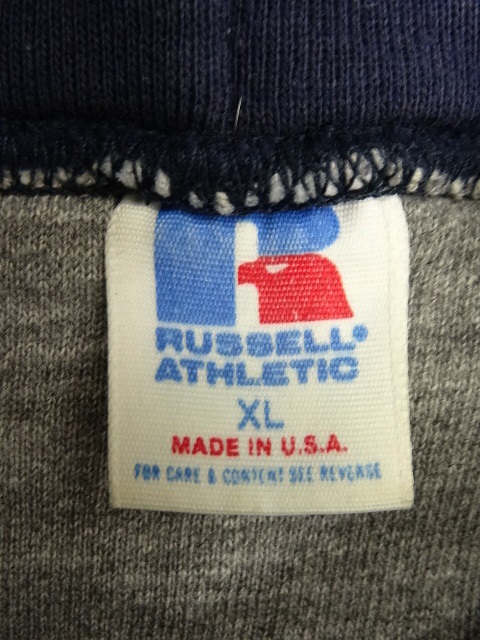 RUSSELL®
ATHLETIC
XL
MADE IN U.S.A.
FOR CARE & CONTENT SEE REVERSE